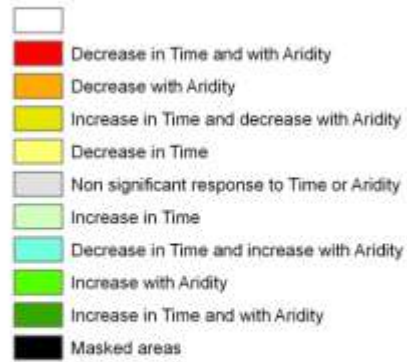 Decrease in Time and with Aridity
Decrease with Aridity
Increase in Time and decrease with Aridity
Decrease in Time
Non significant response to Time or Aridity
Increase in Time
Decrease in Time and increase with Aridity
Increase with Aridity
Increase in Time and with Aridity
Masked areas